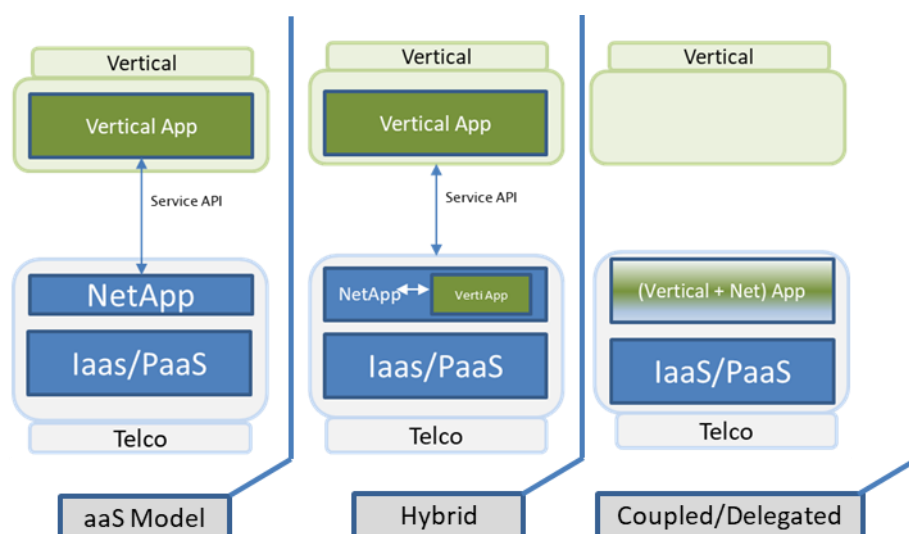 Vertical
Vertical App
Service API
NetApp
Iaas/PaaS
Telco
aaS Model
Vertical
Vertical App
Service API
NetApp
Verti App
Iaas/PaaS
Telco
Hybrid
Vertical
(Vertical + Net) App
IaaS/PaaS
Telco
Coupled/Delegated